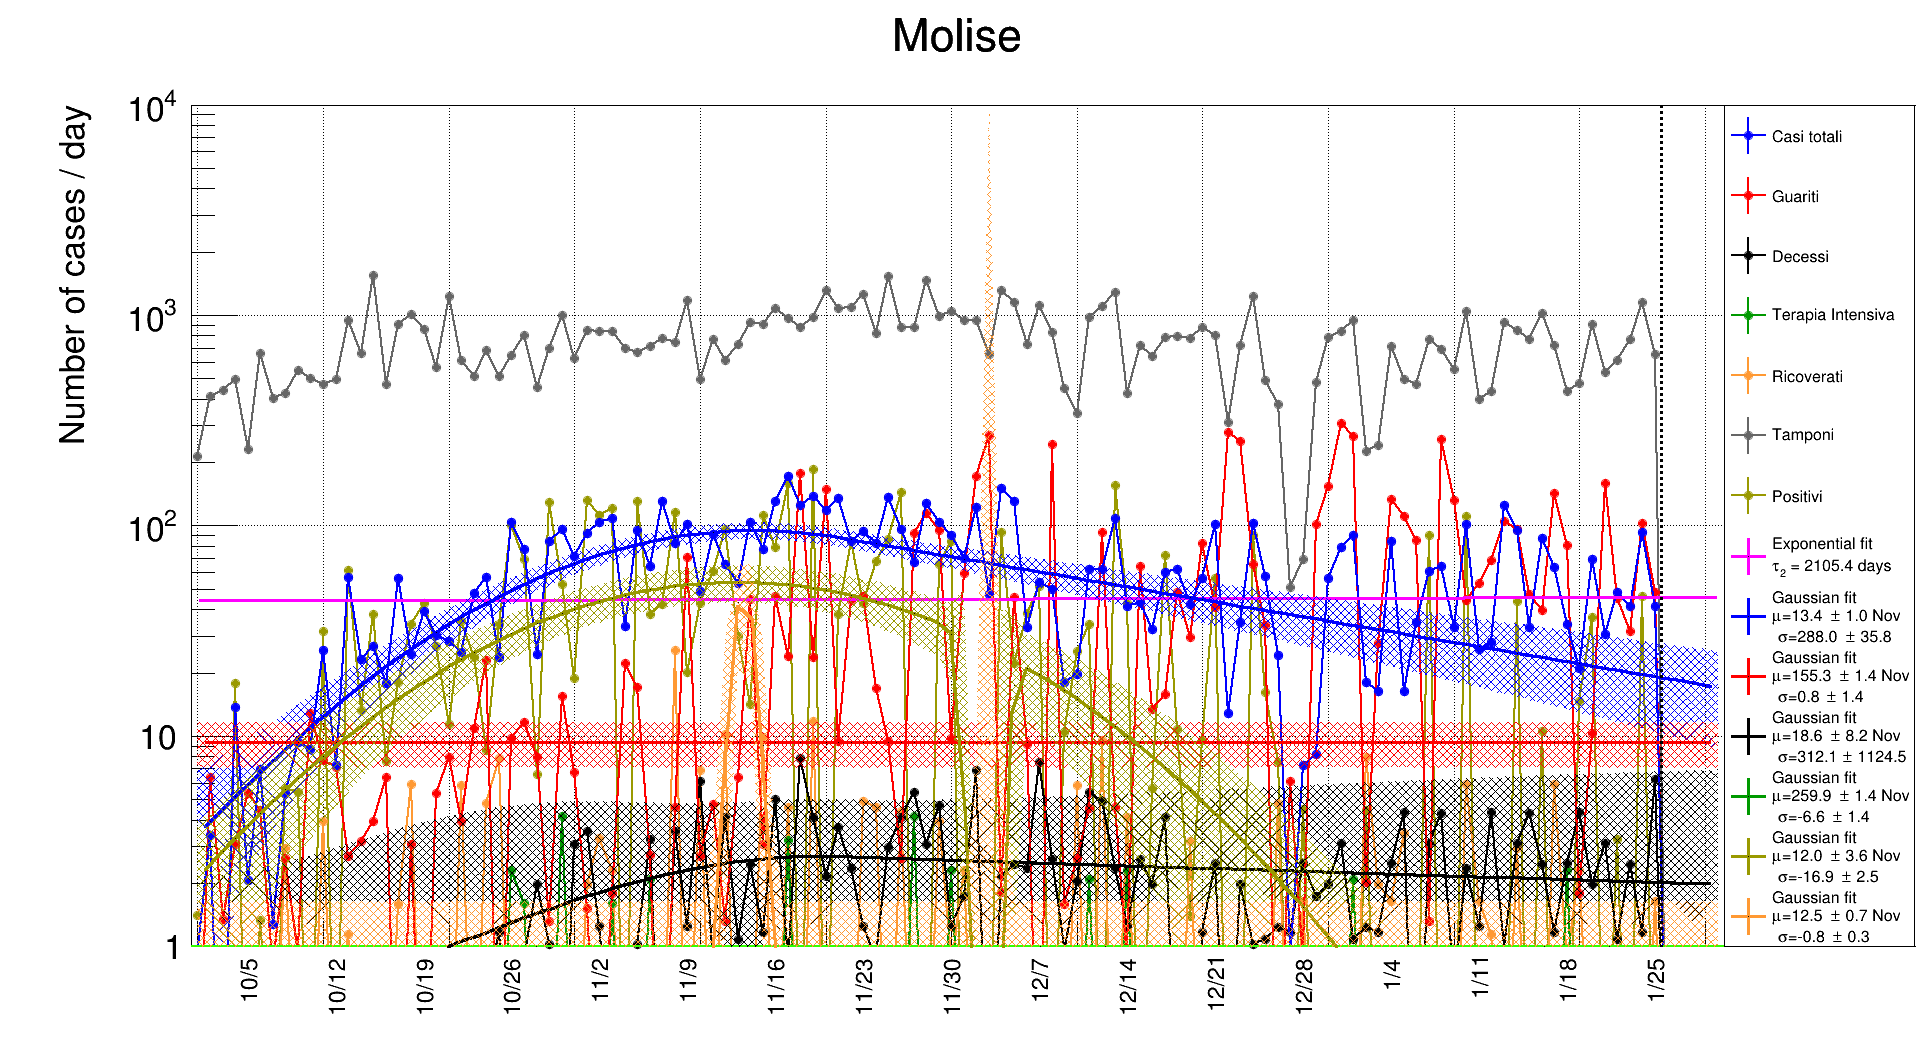 Molise
Number of cases / day
10⁴
10³
10²
10
1
10/5
10/12
10/19
10/26
11/2
11/9
11/16
11/23
11/30
12/7
12/14
12/21
12/28
1/4
1/11
1/18
1/25
Casi totali
Guariti
Decessi
Terapia Intensiva
Ricoverati
Tamponi
Positivi
Exponential fit
τ₂ = 2105.4 days
Gaussian fit
μ=13.4 ± 1.0 Nov
σ=288.0 ± 35.8
Gaussian fit
μ=155.3 ± 1.4 Nov
σ=0.8 ± 1.4
Gaussian fit
μ=18.6 ± 8.2 Nov
σ=312.1 ± 1124.5
Gaussian fit
μ=259.9 ± 1.4 Nov
σ=-6.6 ± 1.4
Gaussian fit
μ=12.0 ± 3.6 Nov
σ=-16.9 ± 2.5
Gaussian fit
μ=12.5 ± 0.7 Nov
σ=-0.8 ± 0.3